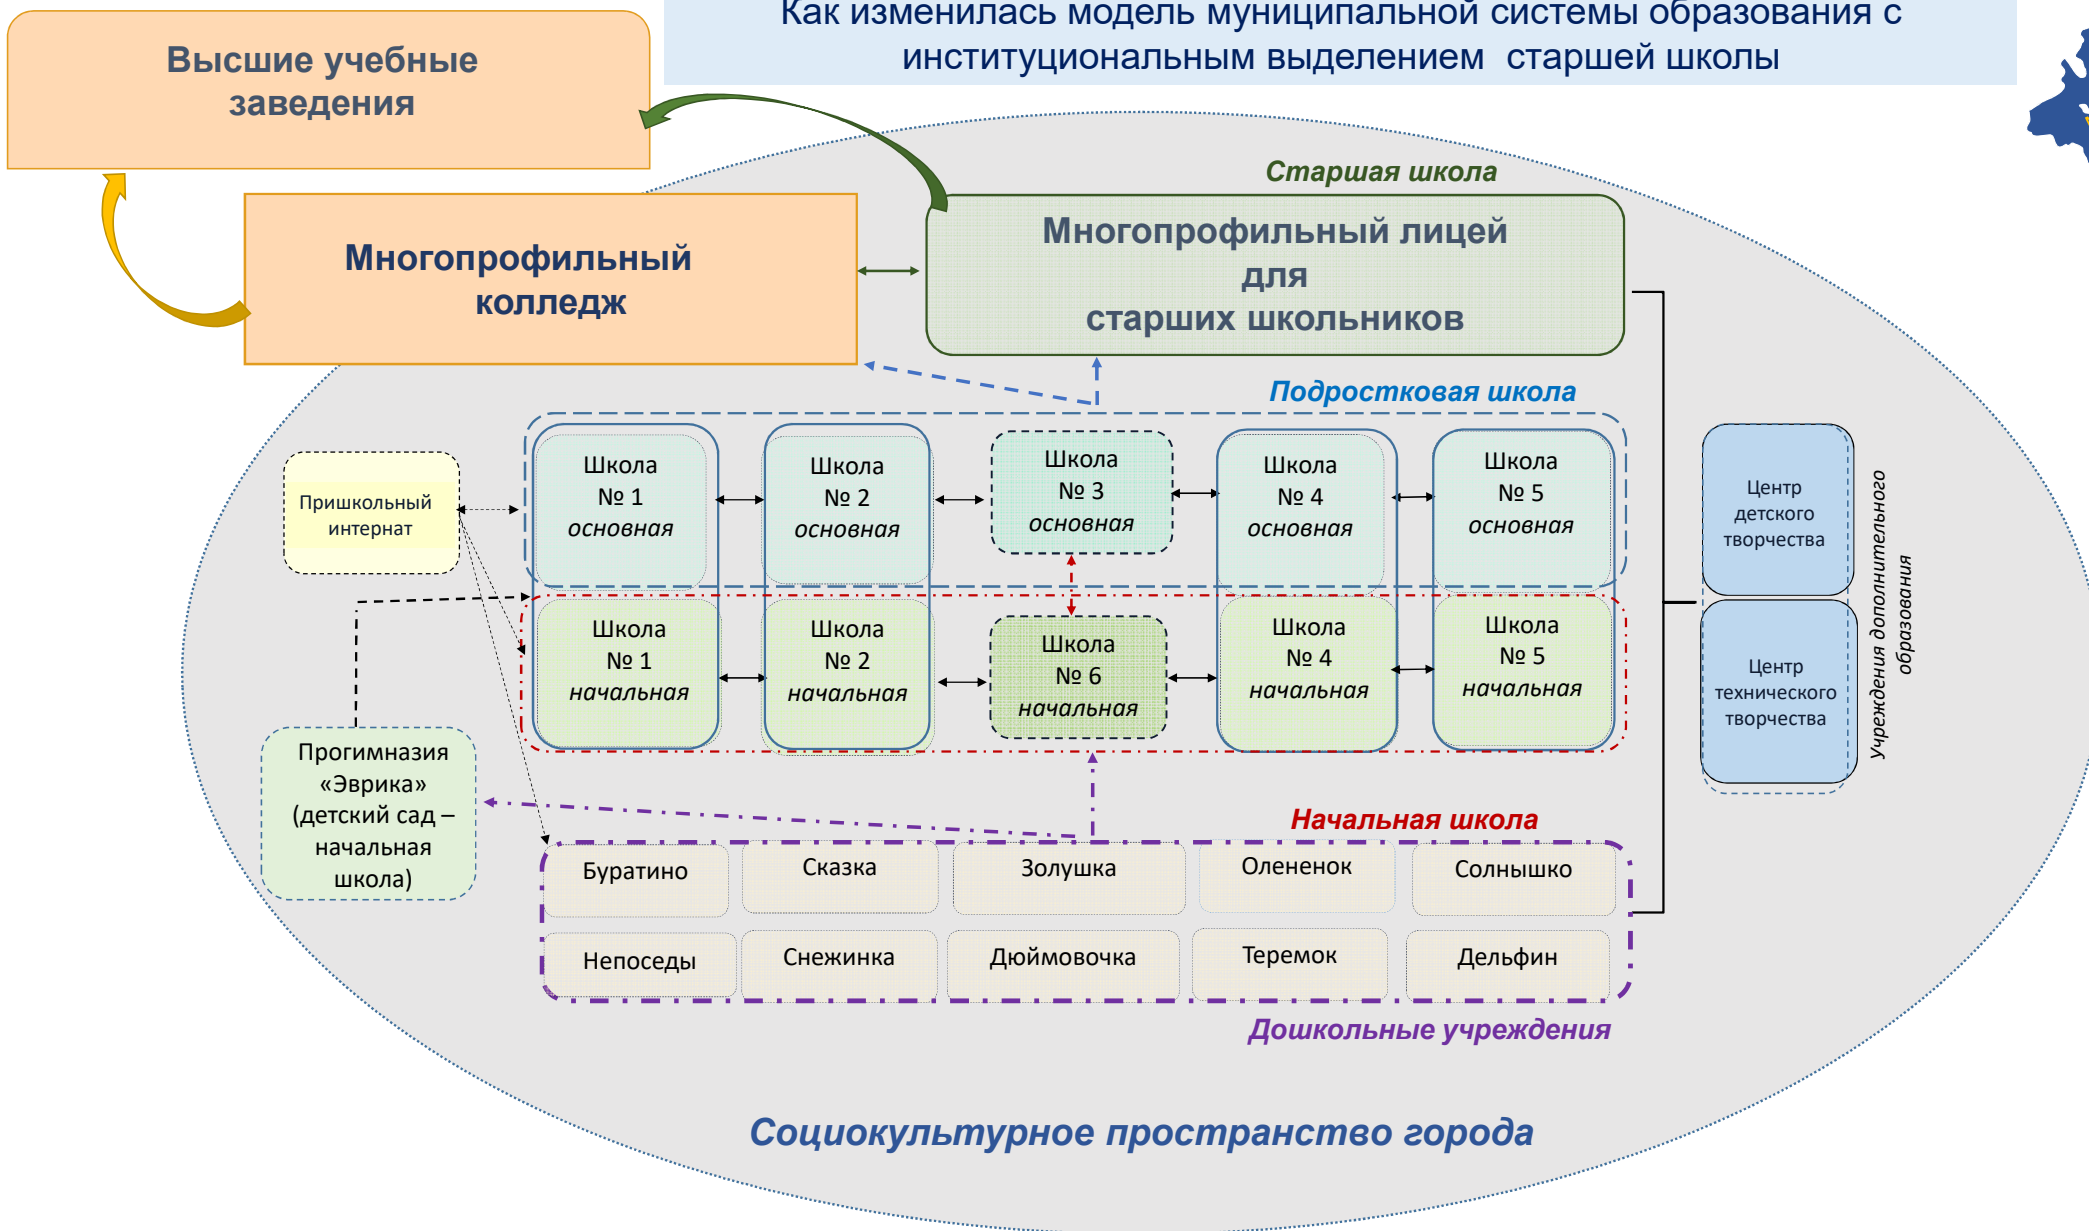 Как изменилась модель муниципальной системы образования с
институциональным выделением старшей школы
Высшие учебные
заведения
Старшая школа
Многопрофильный
колледж
Многопрофильный лицей
для
старших школьников
Подростковая школа
Пришкольный
интернат
Школа
№ 1
основная
Школа
№ 2
основная
Школа
№ 3
основная
Школа
№ 4
основная
Школа
№ 5
основная
Центр
детского
творчества
Центр
технического
творчества
Учреждения дополнительного
образования
Школа
№ 1
начальная
Школа
№ 2
начальная
Школа
№ 6
начальная
Школа
№ 4
начальная
Школа
№ 5
начальная
Прогимназия
«Эврика»
(детский сад –
начальная
школа)
Начальная школа
Буратино
Сказка
Золушка
Олененок
Солнышко
Непоседы
Снежинка
Дюймовочка
Теремок
Дельфин
Дошкольные учреждения
Социокультурное пространство города